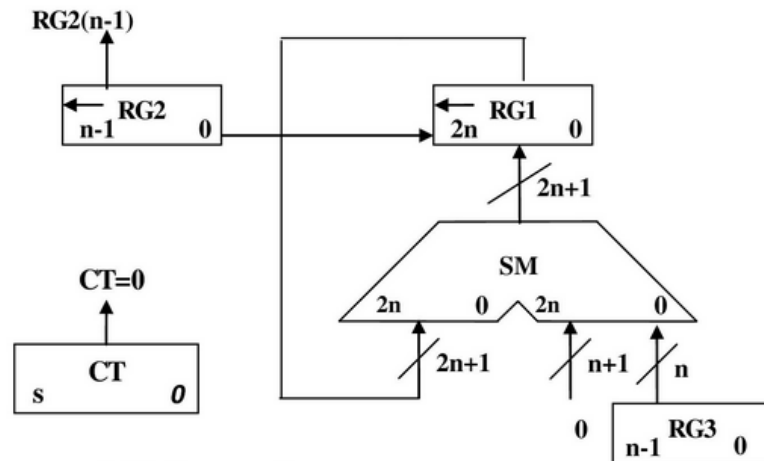 RG2(n-1)
RG2
n-1 0
RG1
2n 0
2n+1
SM
2n 0 2n 0
CT=0
CT
s 0
2n+1
n+1
n
0
RG3
n-1 0